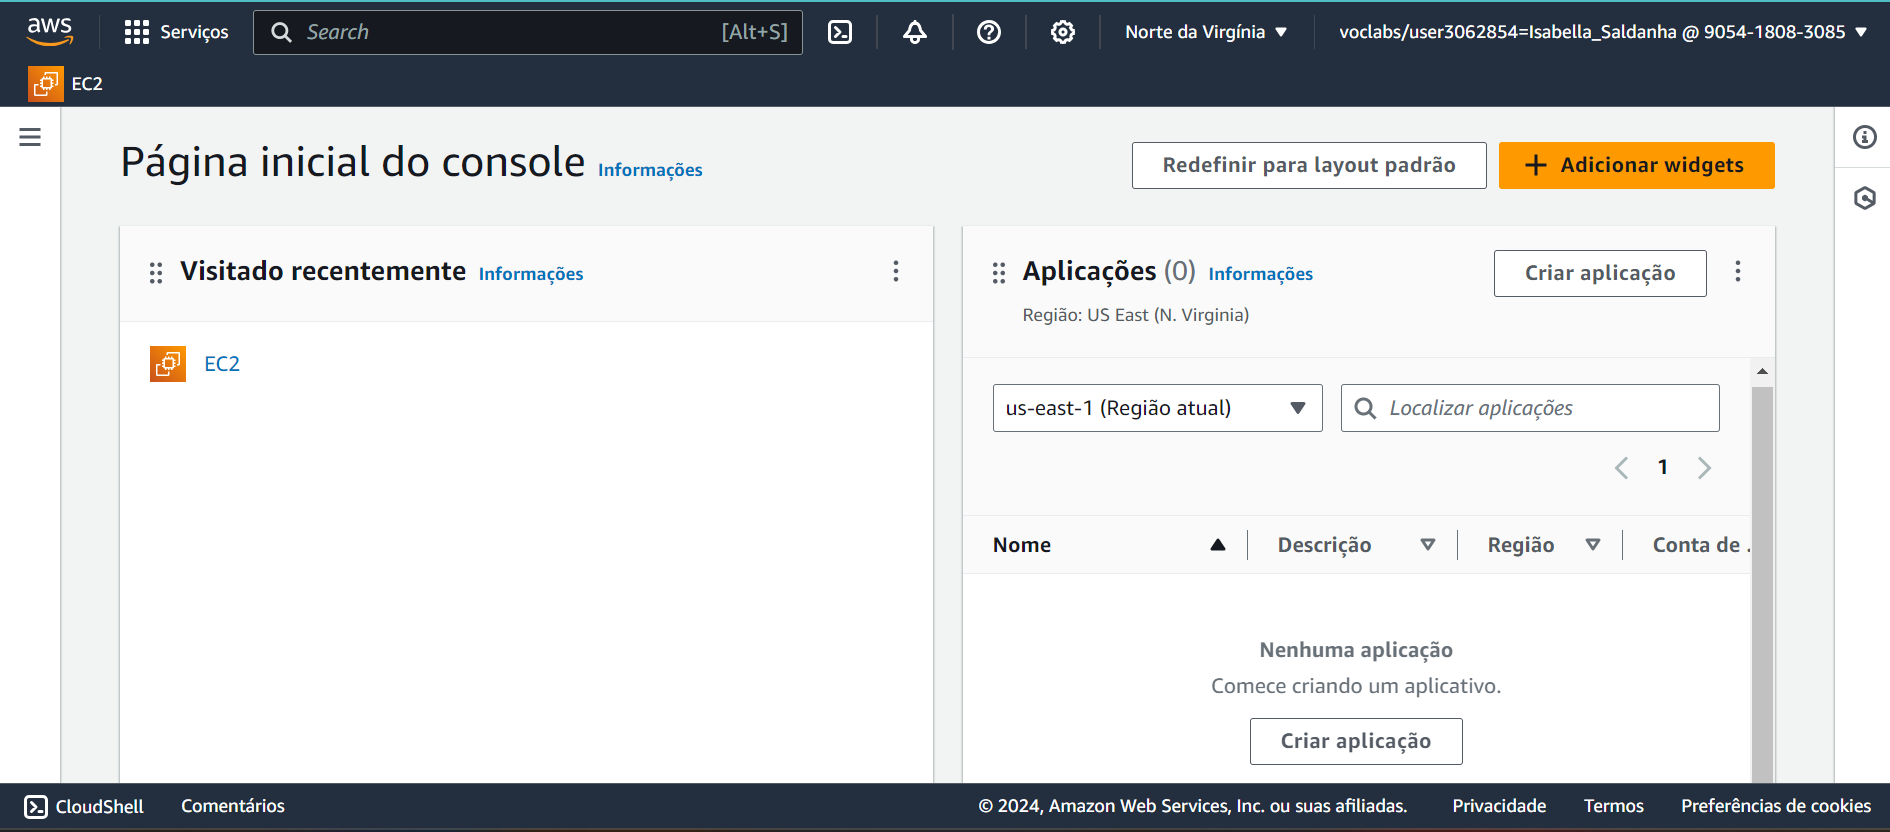 aws
Serviços
Search
[Alt+S]
Norte da Virgínia
voclabs/user3062854=Isabella_Saldanha @ 9054-1808-3085
EC2
Página inicial do console Informações
Redefinir para layout padrão
Adicionar widgets
Visitado recentemente Informações
EC2
Aplicações (0) Informações
Criar aplicação
Região: US East (N. Virginia)
us-east-1 (Região atual)
Localizar aplicações
1
Nome
Descrição
Região
Conta de .
Nenhuma aplicação
Comece criando um aplicativo.
Criar aplicação
CloudShell
Comentários
© 2024, Amazon Web Services, Inc. ou suas afiliadas.
Privacidade
Termos
Preferências de cookies